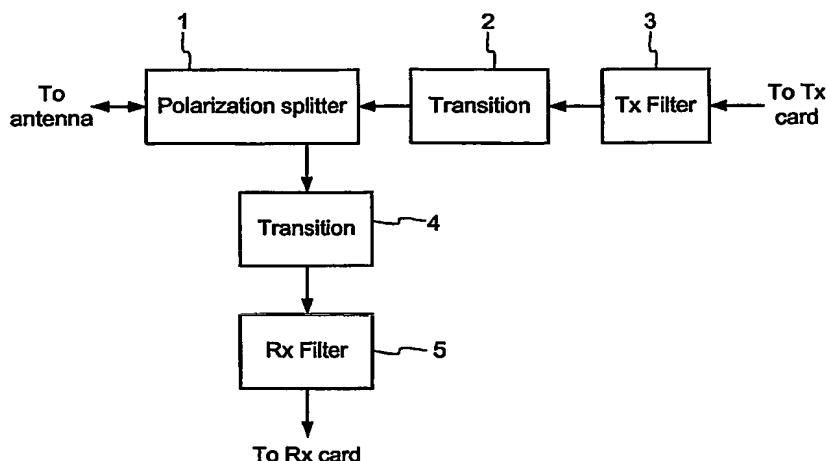 1
2
3
To
antenna
Polarization splitter
Transition
Tx Filter
To Tx
card
Transition
4
Rx Filter
5
To Rx card